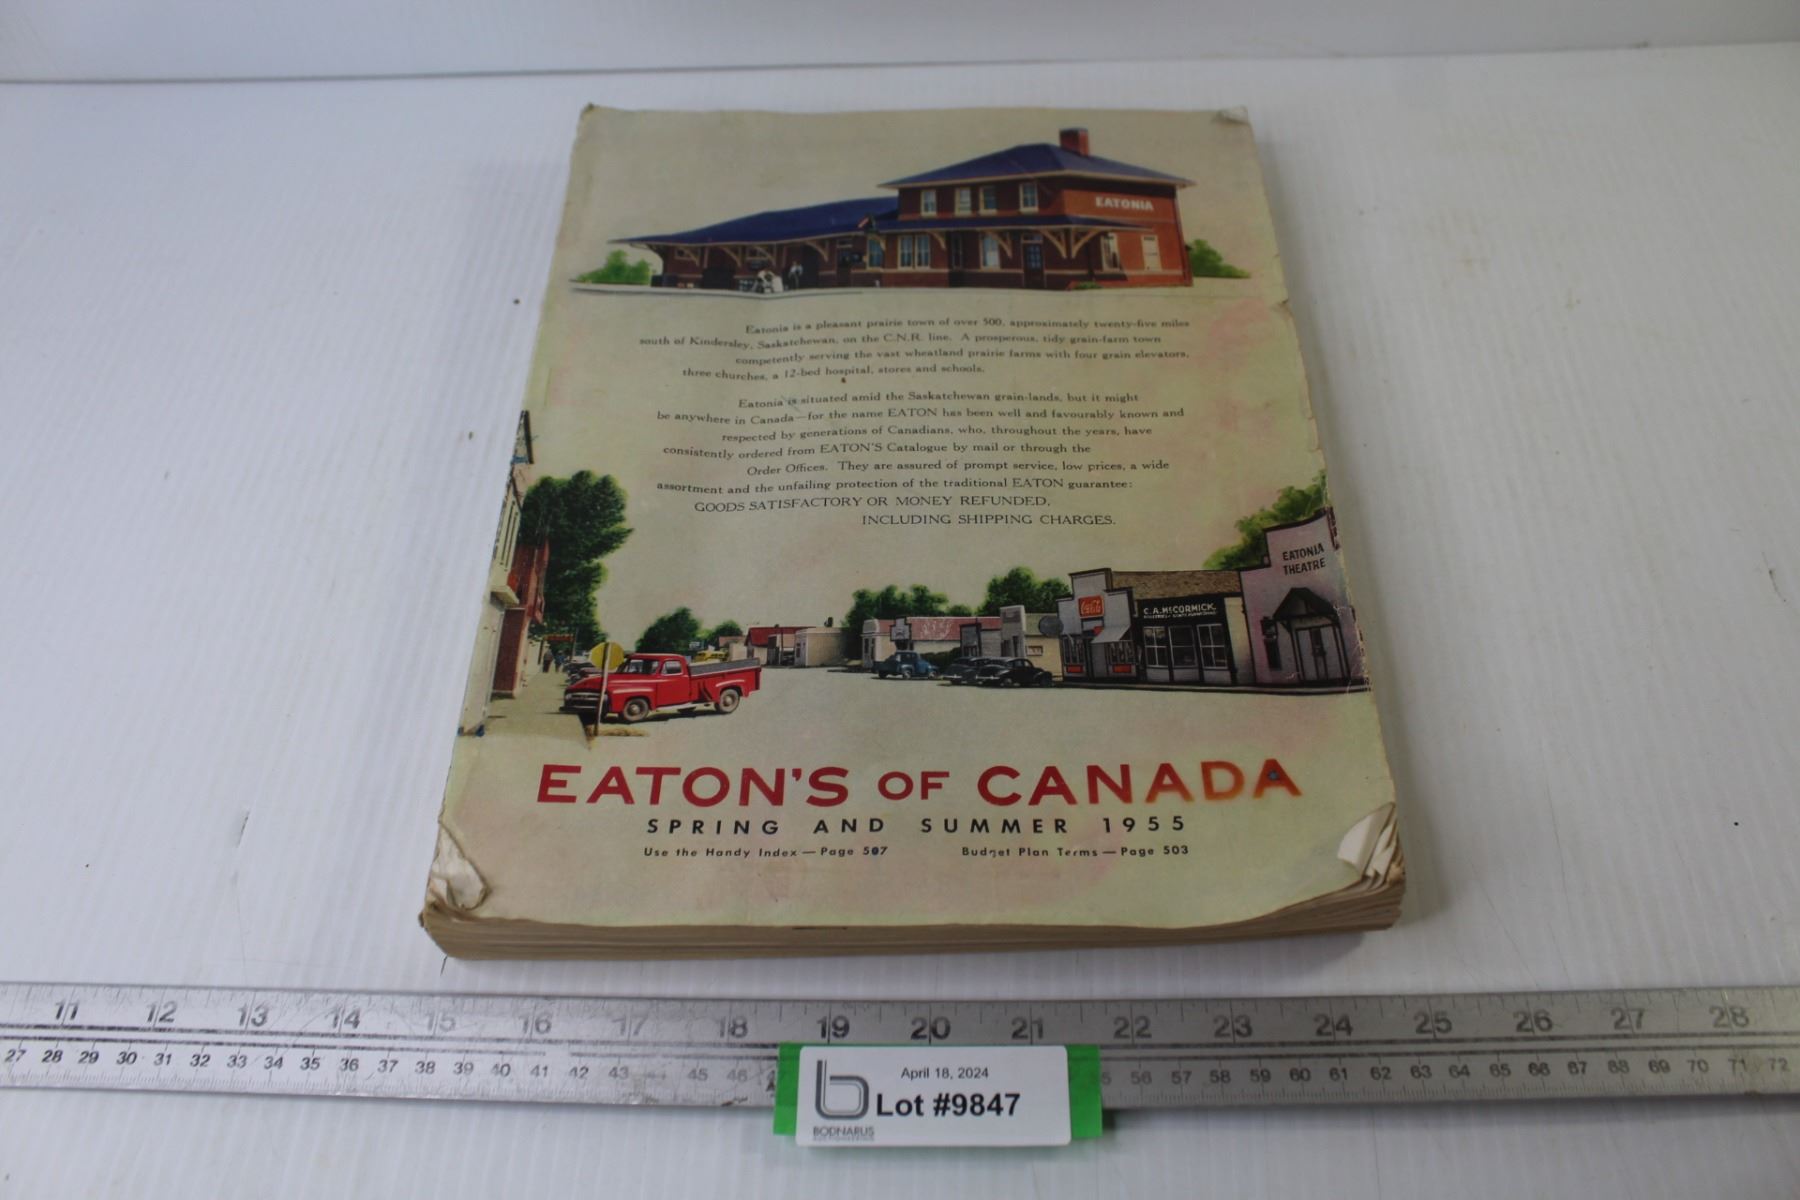 EATONIA
Eatonia is a pleasant prairie town of over 500, approximately twenty-five miles
south of Kindersley, Saskatchewan, on the C.N.R. line. A prosperous, tidy grain-farm town
competently serving the vast wheatland prairie farms with four grain elevators,
three churches, a 12-bed hospital, stores and schools.
Eatonia is situated amid the Saskatchewan grain-lands, but it might
be anywhere in Canada—for the name EATON has been well and favourably known and
respected by generations of Canadians, who, throughout the years, have
consistently ordered from EATON'S Catalogue by mail or through the
Order Offices. They are assured of prompt service, low prices, a wide
assortment and the unfailing protection of the traditional EATON guarantee:
GOODS SATISFACTORY OR MONEY REFUNDED,
INCLUDING SHIPPING CHARGES.
EATONIA
THEATRE
Coca-Cola
C. A. McCORMICK
EATON'S OF CANADA
SPRING AND SUMMER 1955
Use the Handy Index — Page 507 Budget Plan Terms — Page 503
11 12 13 14 15 16 17 18 19 20 21 22 23 24 25 26 27 28
27 28 29 30 31 32 33 34 35 36 37 38 39 40 41 42 43 45 46 56 57 58 59 60 61 62 63 64 65 66 67 68 69 70 71 72
April 18, 2024
Lot #9847
BODNARUS
AUCTIONEERING